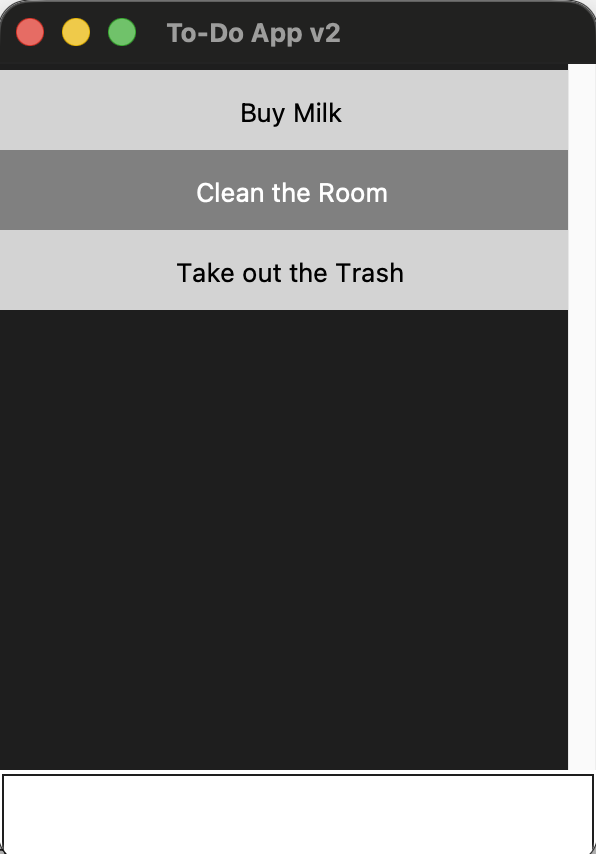 To-Do App v2
Buy Milk
Clean the Room
Take out the Trash